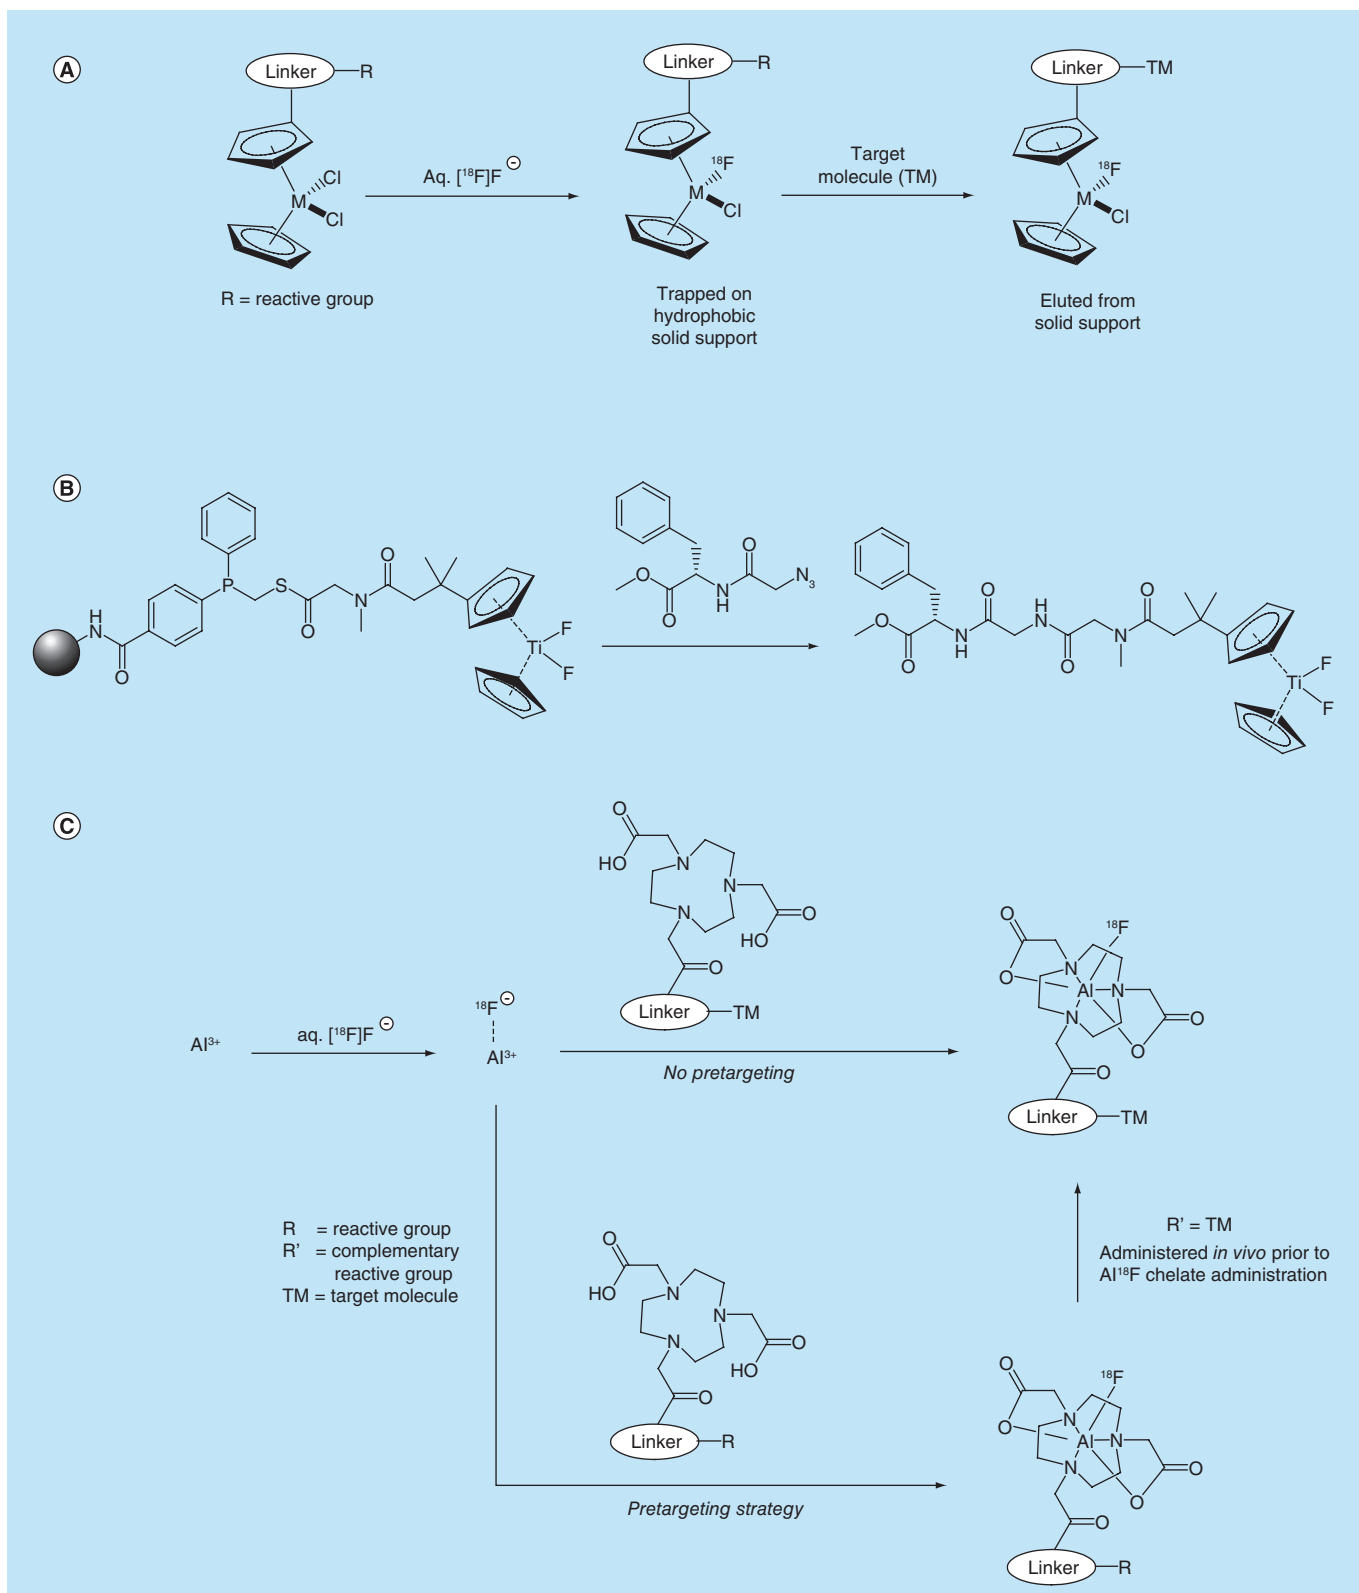 A
Linker R
Cl
M
Cl
R = reactive group
Aq. [¹⁸F]F⊖
Linker R
¹⁸F
M
Cl
Trapped on
hydrophobic
solid support
Target
molecule (TM)
Linker TM
¹⁸F
M
Cl
Eluted from
solid support
B
H
N
O
P
S
O
N
O
Ti
F
F
O
O
N
H
O
N₃
O
O
N
H
O
H
N
O
N
O
Ti
F
F
C
Al³⁺
aq. [¹⁸F]F⊖
¹⁸F⊖
Al³⁺
O
HO
N
N
N
O
HO
O
Linker TM
No pretargeting
O
O
¹⁸F
N
Al
N
N
O
O
O
Linker TM
R = reactive group
R’ = complementary
reactive group
TM = target molecule
O
HO
N
N
N
O
HO
O
Linker R
Pretargeting strategy
R’ = TM
Administered in vivo prior to
Al¹⁸F chelate administration
O
O
¹⁸F
N
Al
N
N
O
O
O
Linker R